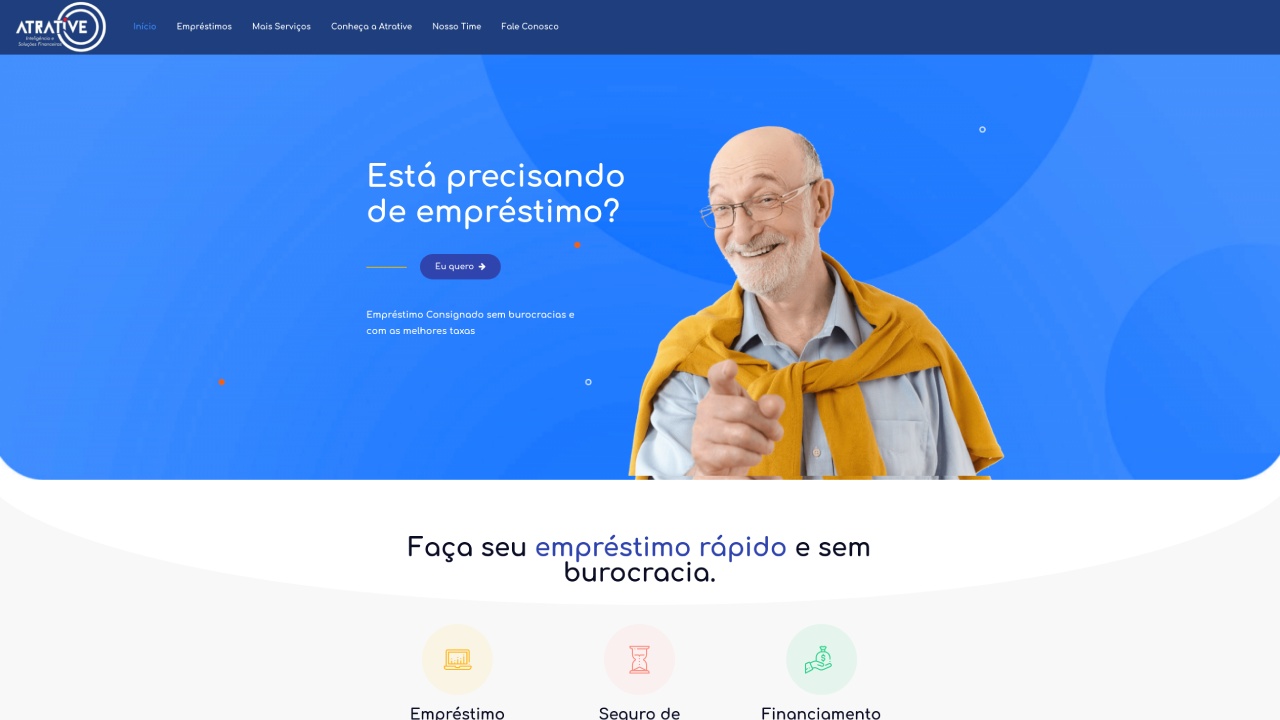 ATRATIVE
Inteligência e
Soluções Financeiras
Início
Empréstimos
Mais Serviços
Conheça a Atrative
Nosso Time
Fale Conosco
Está precisando
de empréstimo?
Eu quero
Empréstimo Consignado sem burocracias e
com as melhores taxas
Faça seu empréstimo rápido e sem
burocracia.
Empréstimo
Seguro de
Financiamento